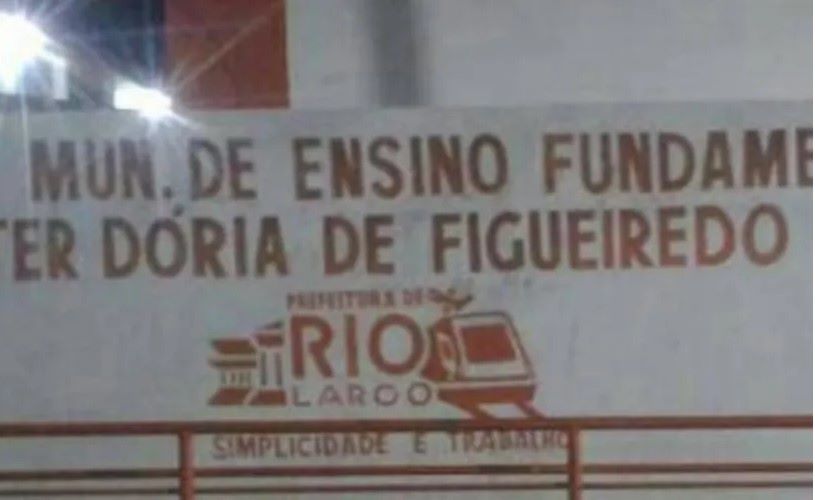 MUN. DE ENSINO FUNDAME
TER DÓRIA DE FIGUEIREDO
PREFEITURA DE
RIO
LARGO
SIMPLICIDADE E TRABALHO